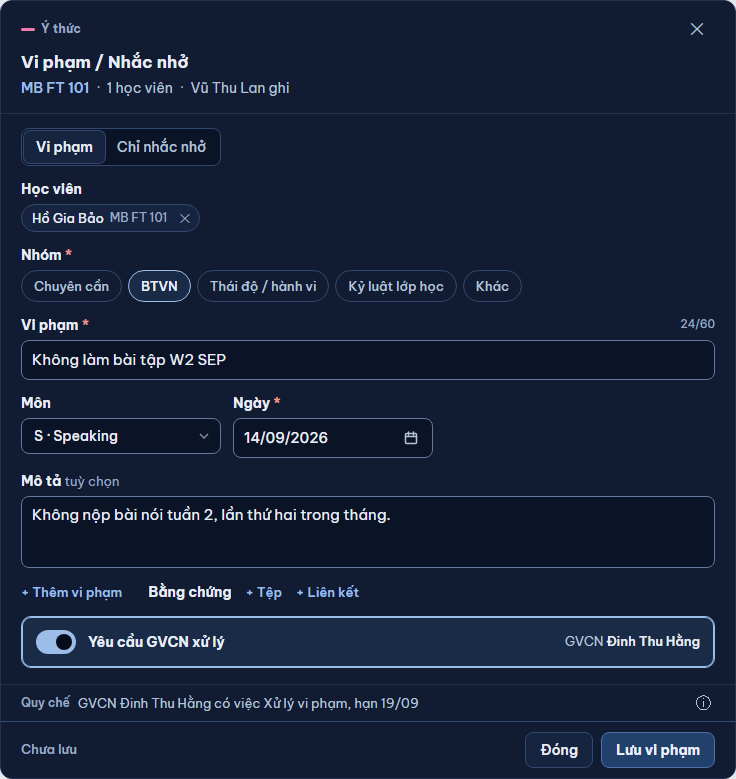 Ý thức
Vi phạm / Nhắc nhở
MB FT 101 · 1 học viên · Vũ Thu Lan ghi
Vi phạm Chỉ nhắc nhở
Học viên
Hồ Gia Bảo MB FT 101
Nhóm *
Chuyên cần BTVN Thái độ / hành vi Kỷ luật lớp học Khác
Vi phạm * 24/60
Không làm bài tập W2 SEP
Môn Ngày *
S · Speaking 14/09/2026
Mô tả tuỳ chọn
Không nộp bài nói tuần 2, lần thứ hai trong tháng.
+ Thêm vi phạm Bằng chứng + Tệp + Liên kết
Yêu cầu GVCN xử lý GVCN Đinh Thu Hằng
Quy chế GVCN Đinh Thu Hằng có việc Xử lý vi phạm, hạn 19/09
Chưa lưu Đóng Lưu vi phạm